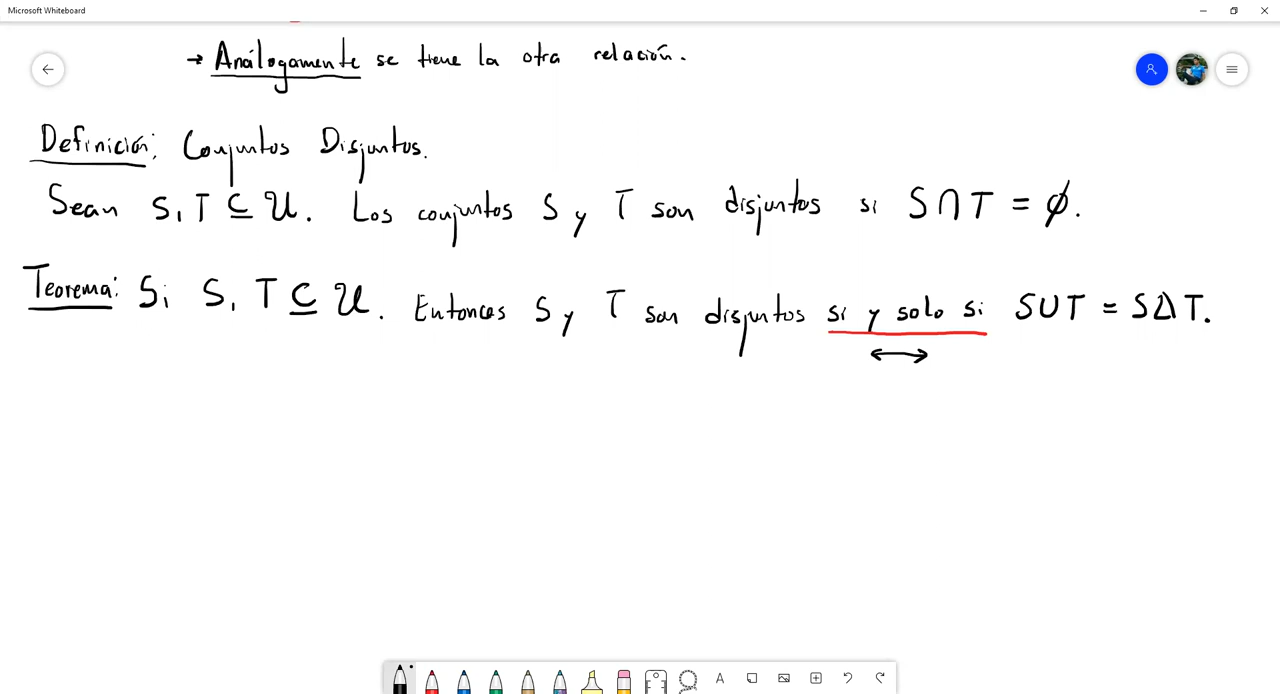 Microsoft Whiteboard
→ Análogamente se tiene la otra relación.
Definición: Conjuntos Disjuntos.
Sean S, T ⊆ U. Los conjuntos S y T son disjuntos si S ∩ T = ∅.
Teorema: Si S, T ⊆ U. Entonces S y T son disjuntos si y solo si S ∪ T = S Δ T.
↔
A